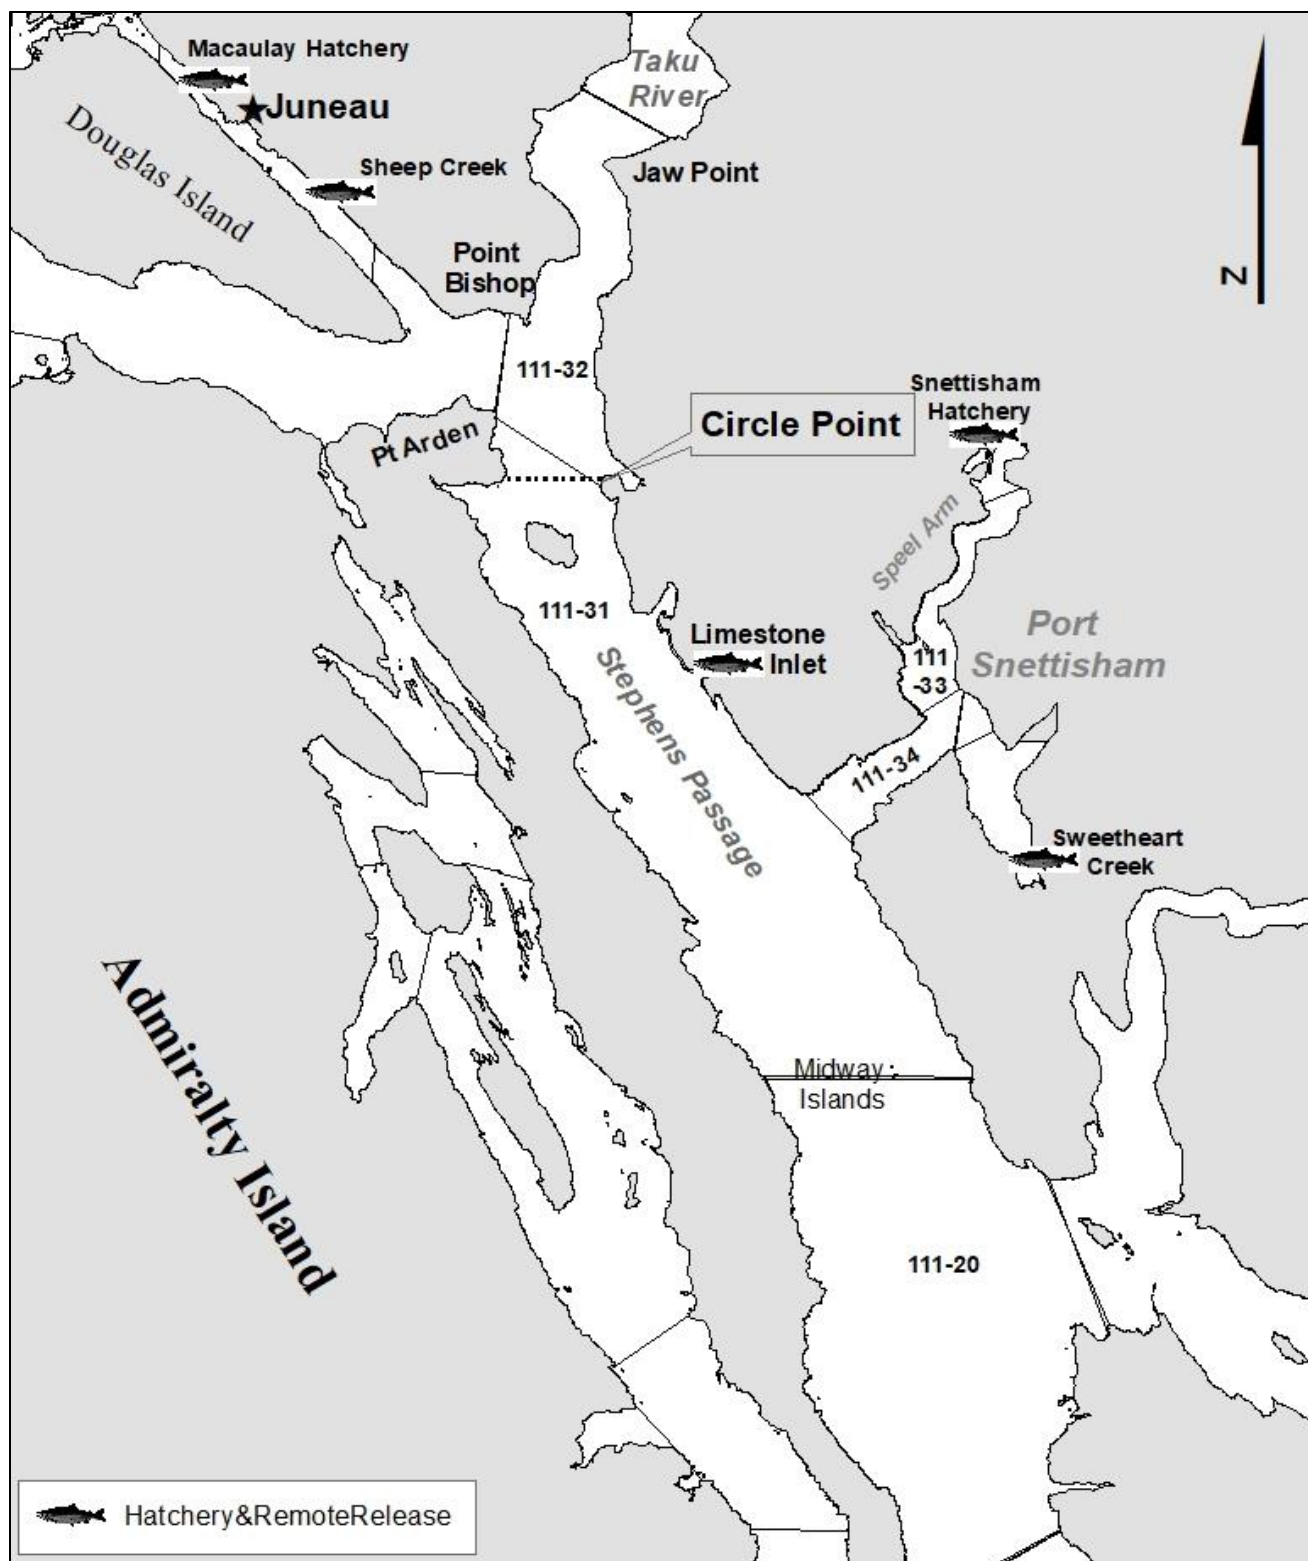 Macaulay Hatchery
Taku
River
Juneau
Douglas Island
Sheep Creek
Jaw Point
Point
Bishop
N
111-32
Snettisham
Hatchery
Circle Point
Pt Arden
Speel Arm
111-31
Limestone
Inlet
Port
Snettisham
111
-33
Stephens Passage
111-34
Sweetheart
Creek
Admiralty Island
Midway
Islands
111-20
Hatchery&RemoteRelease